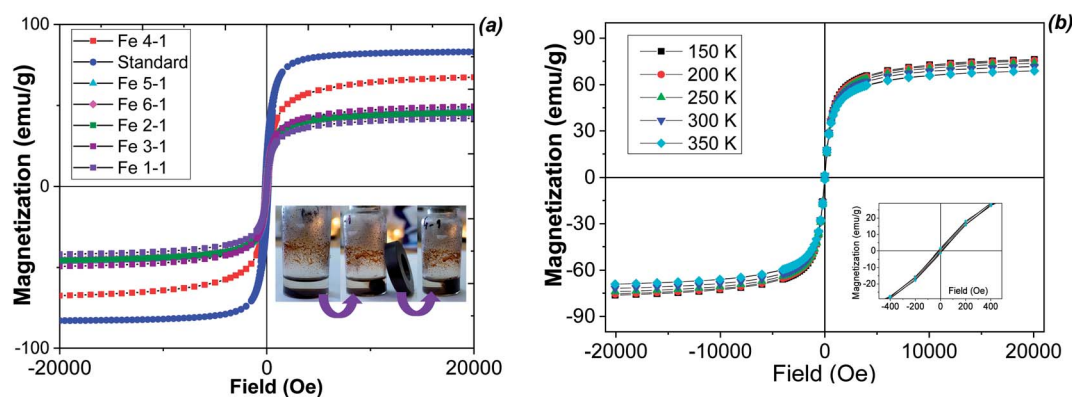 (a)
100
50
0
-50
-100
Magnetization (emu/g)
Fe 4-1
Standard
Fe 5-1
Fe 6-1
Fe 2-1
Fe 3-1
Fe 1-1
-20000 0 20000
Field (Oe)
(b)
90
60
30
0
-30
-60
-90
Magnetization (emu/g)
150 K
200 K
250 K
300 K
350 K
20
10
0
-10
-20
Magnetization (emu/g)
Field (Oe)
-400 -200 0 200 400
-20000 -10000 0 10000 20000
Field (Oe)